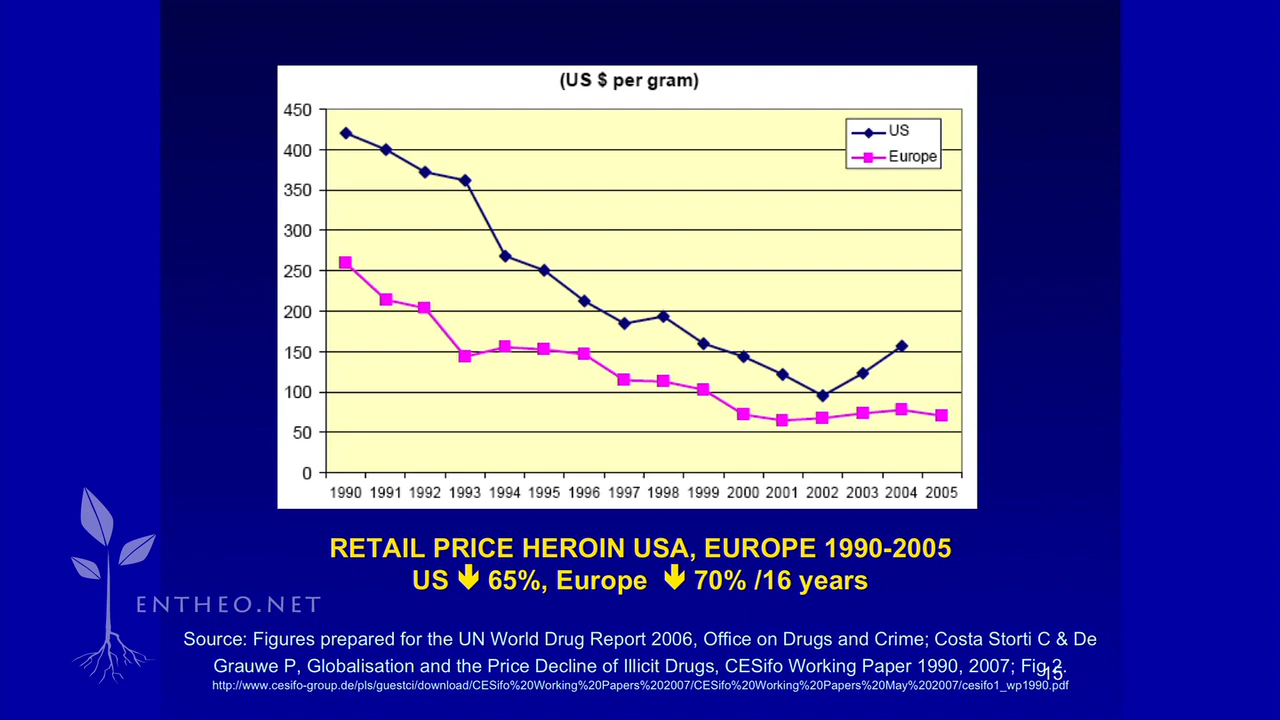 (US $ per gram)
450
400
350
300
250
200
150
100
50
0
US
Europe
1990 1991 1992 1993 1994 1995 1996 1997 1998 1999 2000 2001 2002 2003 2004 2005
RETAIL PRICE HEROIN USA, EUROPE 1990-2005
US 🡇 65%, Europe 🡇 70% /16 years
ENTHEO.NET
Source: Figures prepared for the UN World Drug Report 2006, Office on Drugs and Crime; Costa Storti C & De
Grauwe P, Globalisation and the Price Decline of Illicit Drugs, CESifo Working Paper 1990, 2007; Fig 2.
15
http://www.cesifo-group.de/pls/guestci/download/CESifo%20Working%20Papers%202007/CESifo%20Working%20Papers%20May%202007/cesifo1_wp1990.pdf